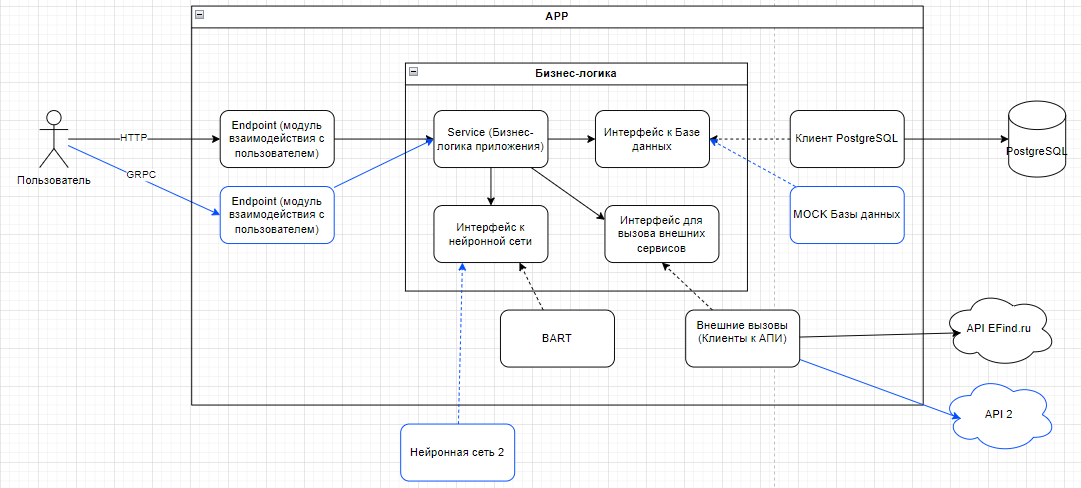 APP
Бизнес-логика
Пользователь
HTTP
GRPC
Endpoint (модуль
взаимодействия с
пользователем)
Endpoint (модуль
взаимодействия с
пользователем)
Service (Бизнес-
логика приложения)
Интерфейс к Базе
данных
Клиент PostgreSQL
PostgreSQL
МОСК Базы данных
Интерфейс к
нейронной сети
Интерфейс для
вызова внешних
сервисов
BART
Внешние вызовы
(Клиенты к АПИ)
API EFind.ru
API 2
Нейронная сеть 2